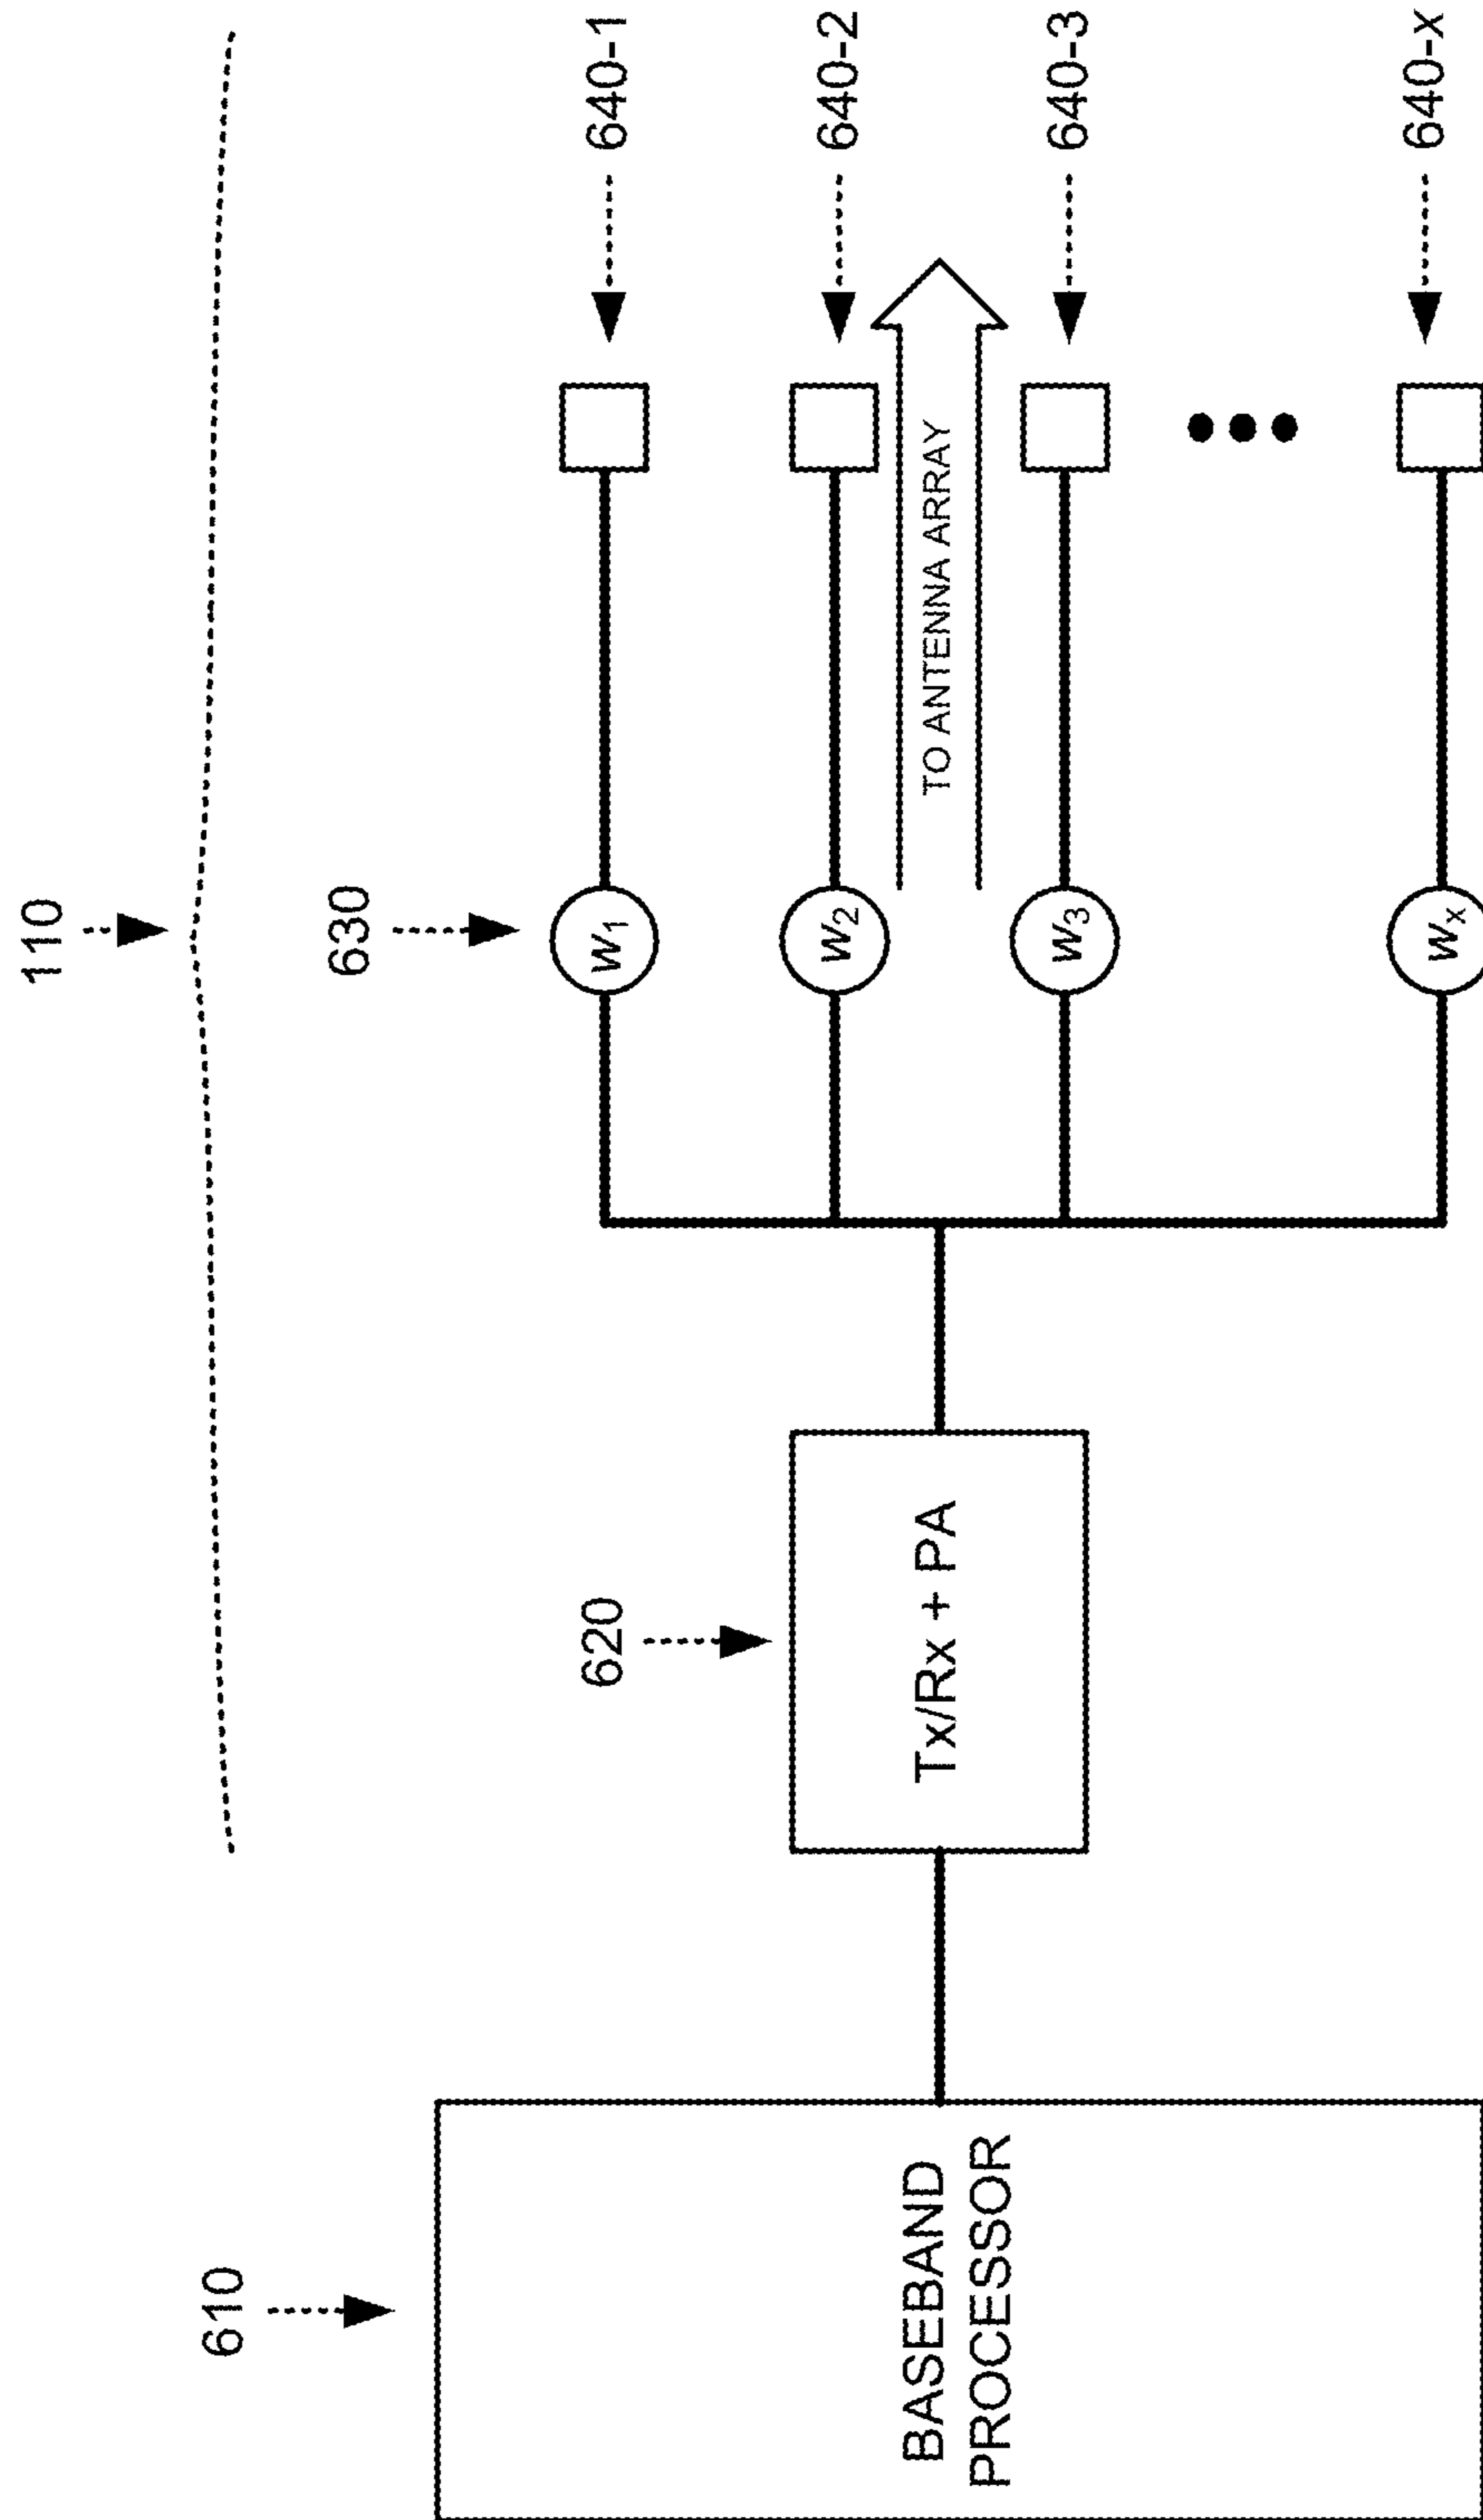 110
610
620
630
BASEBAND
PROCESSOR
Tx/Rx + PA
w1
w2
w3
wx
TO ANTENNA ARRAY
640-1
640-2
640-3
640-x